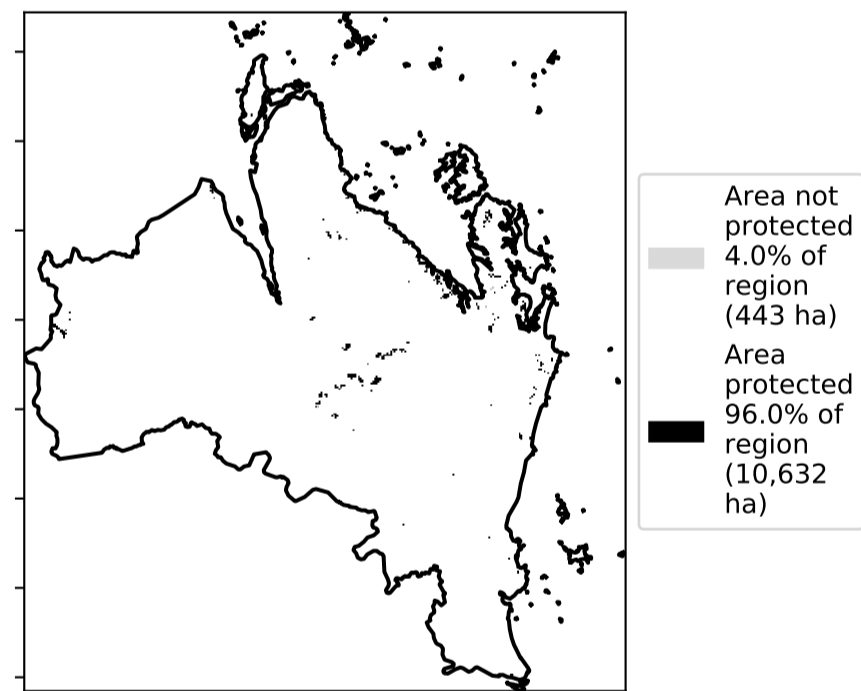 Area not
protected
4.0% of
region
(443 ha)
Area
protected
96.0% of
region
(10,632
ha)